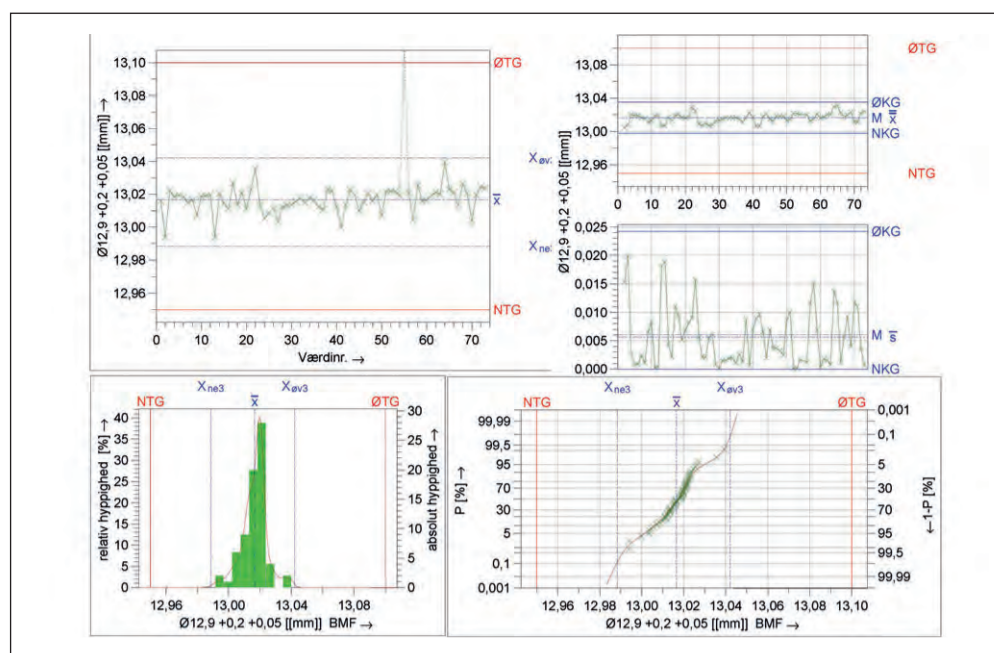 Ø12,9 +0,2 +0,05 [[mm]] →
13,10
13,08
13,06
13,04
13,02
13,00
12,98
12,96
ØTG
X øv3
x̄
X ne3
NTG
0 10 20 30 40 50 60 70
Værdinr. →
Ø12,9 +0,2 +0,05 [[mm]]
13,08
13,04
13,00
12,96
ØTG
ØKG
M x̿
NKG
NTG
0 10 20 30 40 50 60 70
0,025
0,020
0,015
0,010
0,005
0,000
ØKG
M s̄
NKG
0 10 20 30 40 50 60 70
X ne3 X øv3
NTG x̄ ØTG
relativ hyppighed [%] →
40
35
30
25
20
15
10
5
0
30
25
20
15
10
5
0
absolut hyppighed →
12,96 13,00 13,04 13,08
Ø12,9 +0,2 +0,05 [[mm]] BMF →
X ne3 X øv3
NTG x̄ ØTG
P [%] →
99,99
99,5
95
70
30
5
0,1
0,001
0,001
0,1
5
30
70
95
99,5
99,99
←1-P [%]
12,96 12,98 13,00 13,02 13,04 13,06 13,08 13,10
Ø12,9 +0,2 +0,05 [[mm]] BMF →